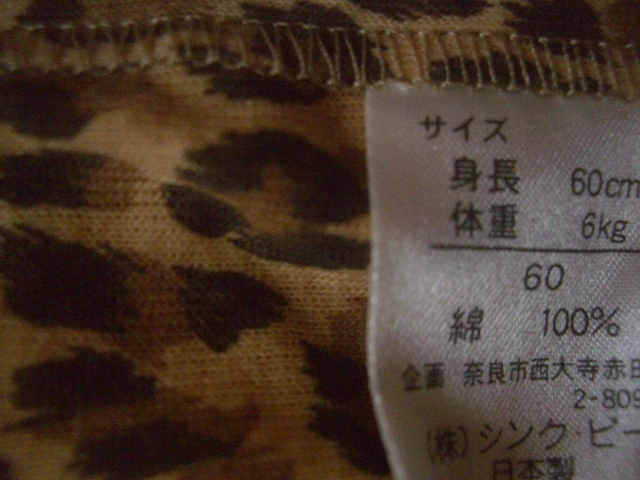 サイズ
身長 60cm
体重 6kg
60
綿 100%
企画 奈良市西大寺赤田
2-809
(株)シンク・ビー
日本製